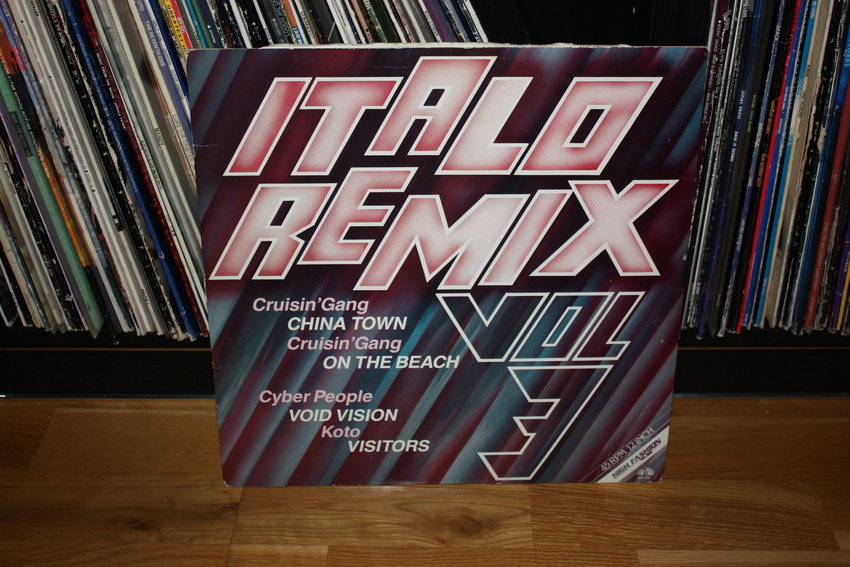 ITALO
REMIX
VOL
3
Cruisin'Gang
CHINA TOWN
Cruisin'Gang
ON THE BEACH
Cyber People
VOID VISION
Koto
VISITORS
45 RPM 12 INCH
HIGH FASHION